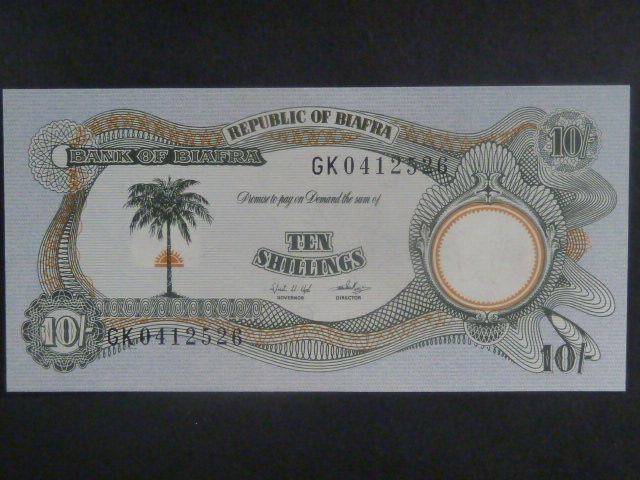 REPUBLIC OF BIAFRA
10/-
BANK OF BIAFRA
GK0412526
Promise to pay on Demand the sum of
TEN
SHILLINGS
GOVERNOR
DIRECTOR
10/-
GK0412526
10/-